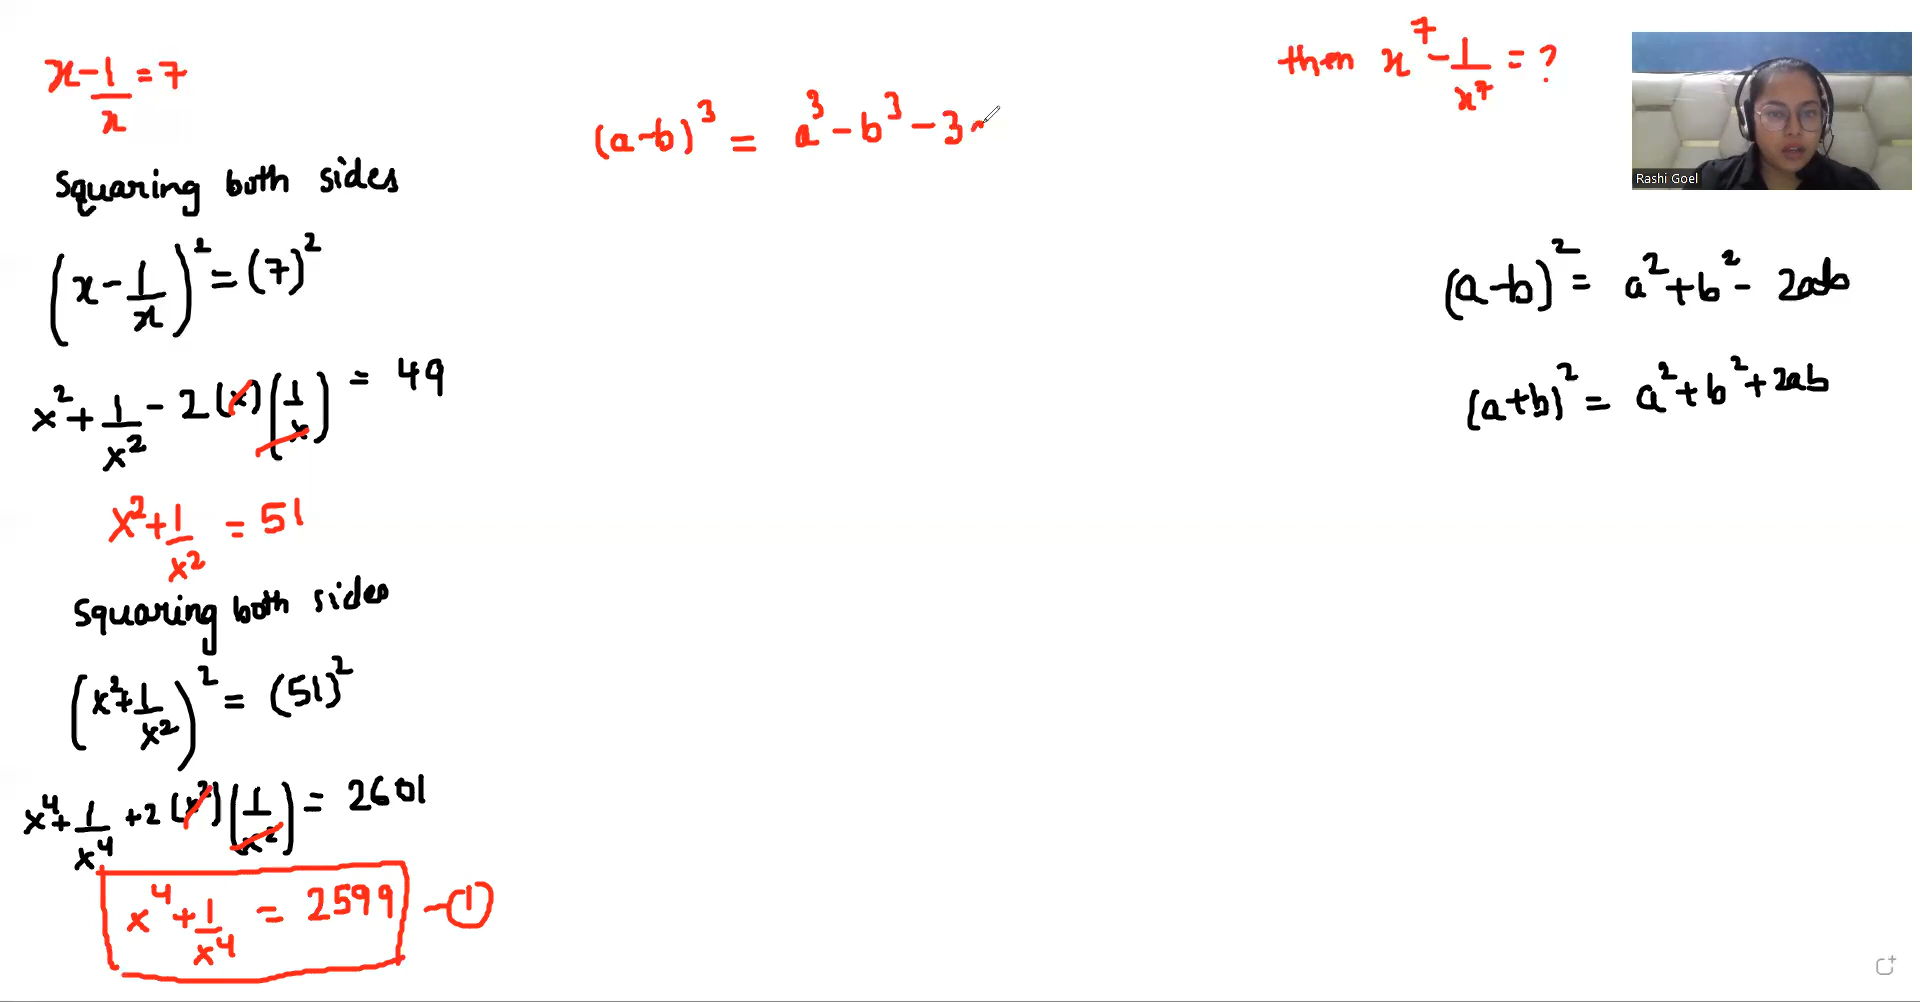 x - 1/x = 7
Squaring both sides
(x - 1/x)² = (7)²
x² + 1/x² - 2(x)(1/x) = 49
x² + 1/x² = 51
Squaring both sides
(x² + 1/x²)² = (51)²
x⁴ + 1/x⁴ + 2(x²)(1/x²) = 2601
x⁴ + 1/x⁴ = 2599 - ①
(a-b)³ = a³ - b³ - 3
then x⁷ - 1/x⁷ = ?
Rashi Goel
(a-b)² = a² + b² - 2ab
(a+b)² = a² + b² + 2ab